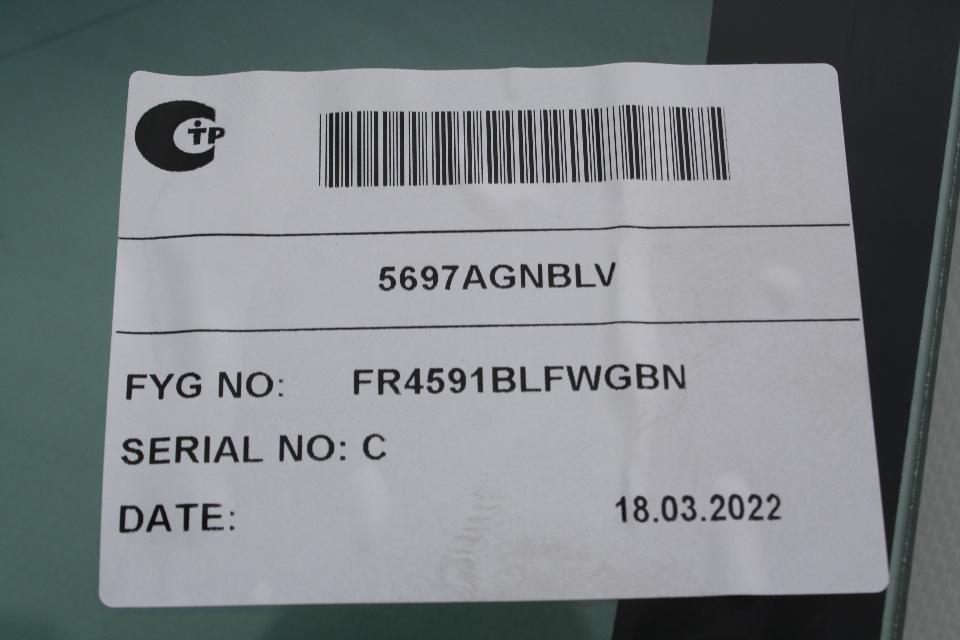 TP
5697AGNBLV
FYG NO: FR4591BLFWGBN
SERIAL NO: C
DATE: 18.03.2022